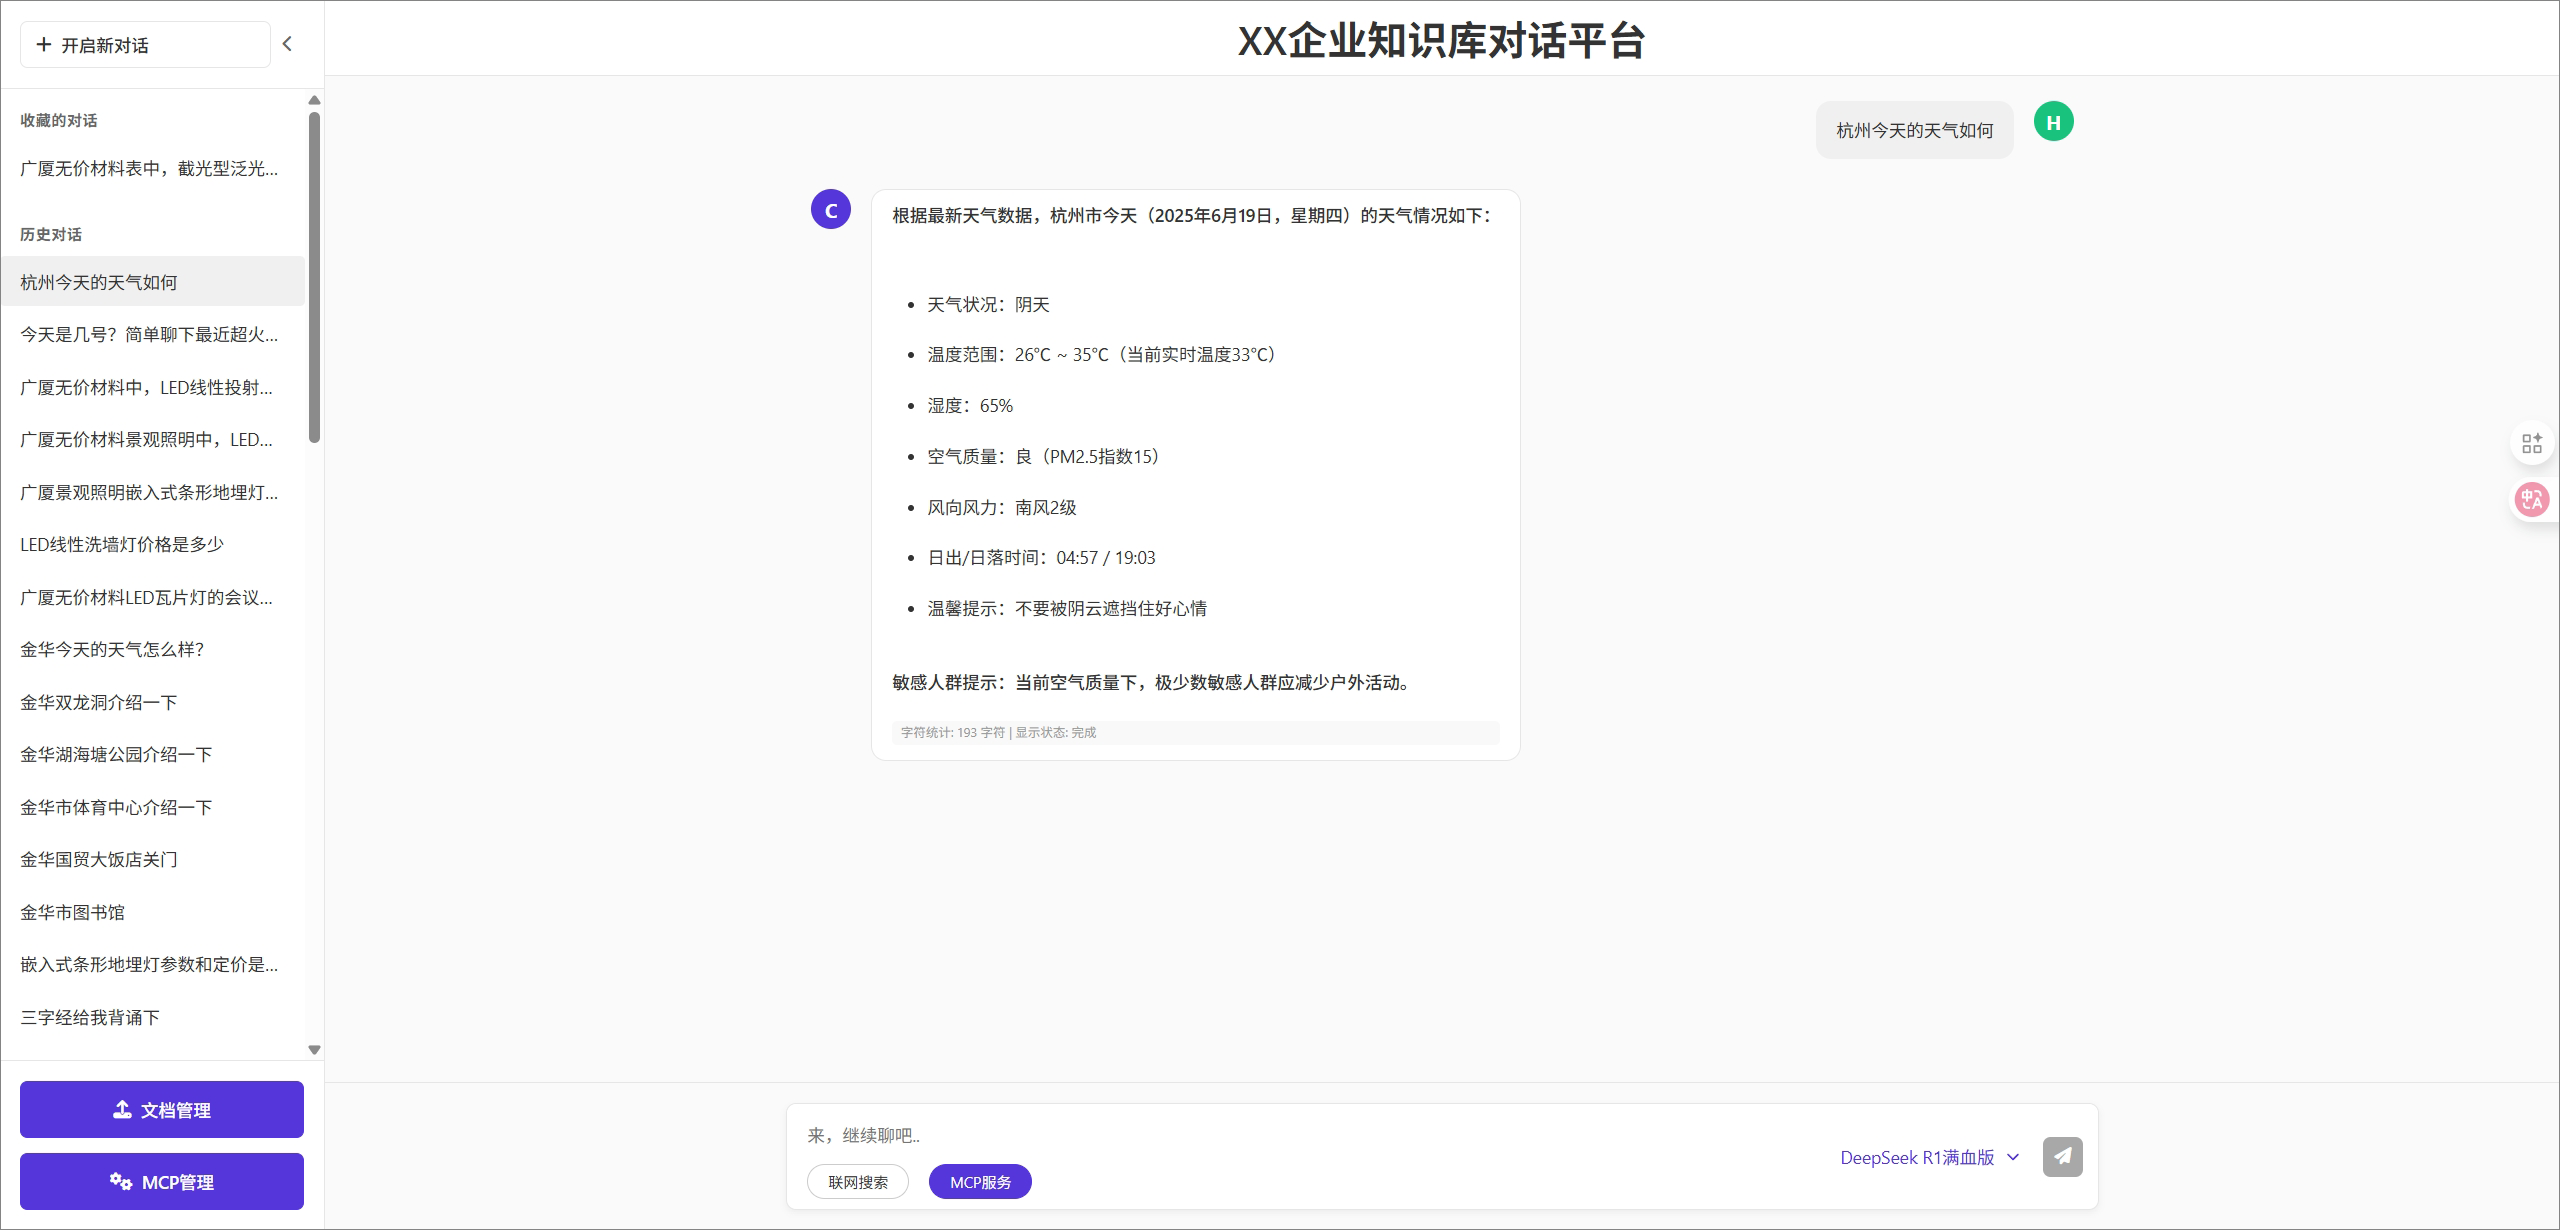 开启新对话
XX企业知识库对话平台
收藏的对话
广厦无价材料表中，截光型泛光...
历史对话
杭州今天的天气如何
今天是几号？简单聊下最近超火...
广厦无价材料中，LED线性投射...
广厦无价材料景观照明中，LED...
广厦景观照明嵌入式条形地埋灯...
LED线性洗墙灯价格是多少
广厦无价材料LED瓦片灯的会议...
金华今天的天气怎么样？
金华双龙洞介绍一下
金华湖海塘公园介绍一下
金华市体育中心介绍一下
金华国贸大饭店关门
金华市图书馆
嵌入式条形地埋灯参数和定价是...
三字经给我背诵下
文档管理
MCP管理
杭州今天的天气如何
H
C
根据最新天气数据，杭州市今天（2025年6月19日，星期四）的天气情况如下：
• 天气状况：阴天
• 温度范围：26°C ~ 35°C（当前实时温度33°C）
• 湿度：65%
• 空气质量：良（PM2.5指数15）
• 风向风力：南风2级
• 日出/日落时间：04:57 / 19:03
• 温馨提示：不要被阴云遮挡住好心情
敏感人群提示：当前空气质量下，极少数敏感人群应减少户外活动。
字符统计: 193 字符 | 显示状态: 完成
中A
来，继续聊吧..
联网搜索
MCP服务
DeepSeek R1满血版